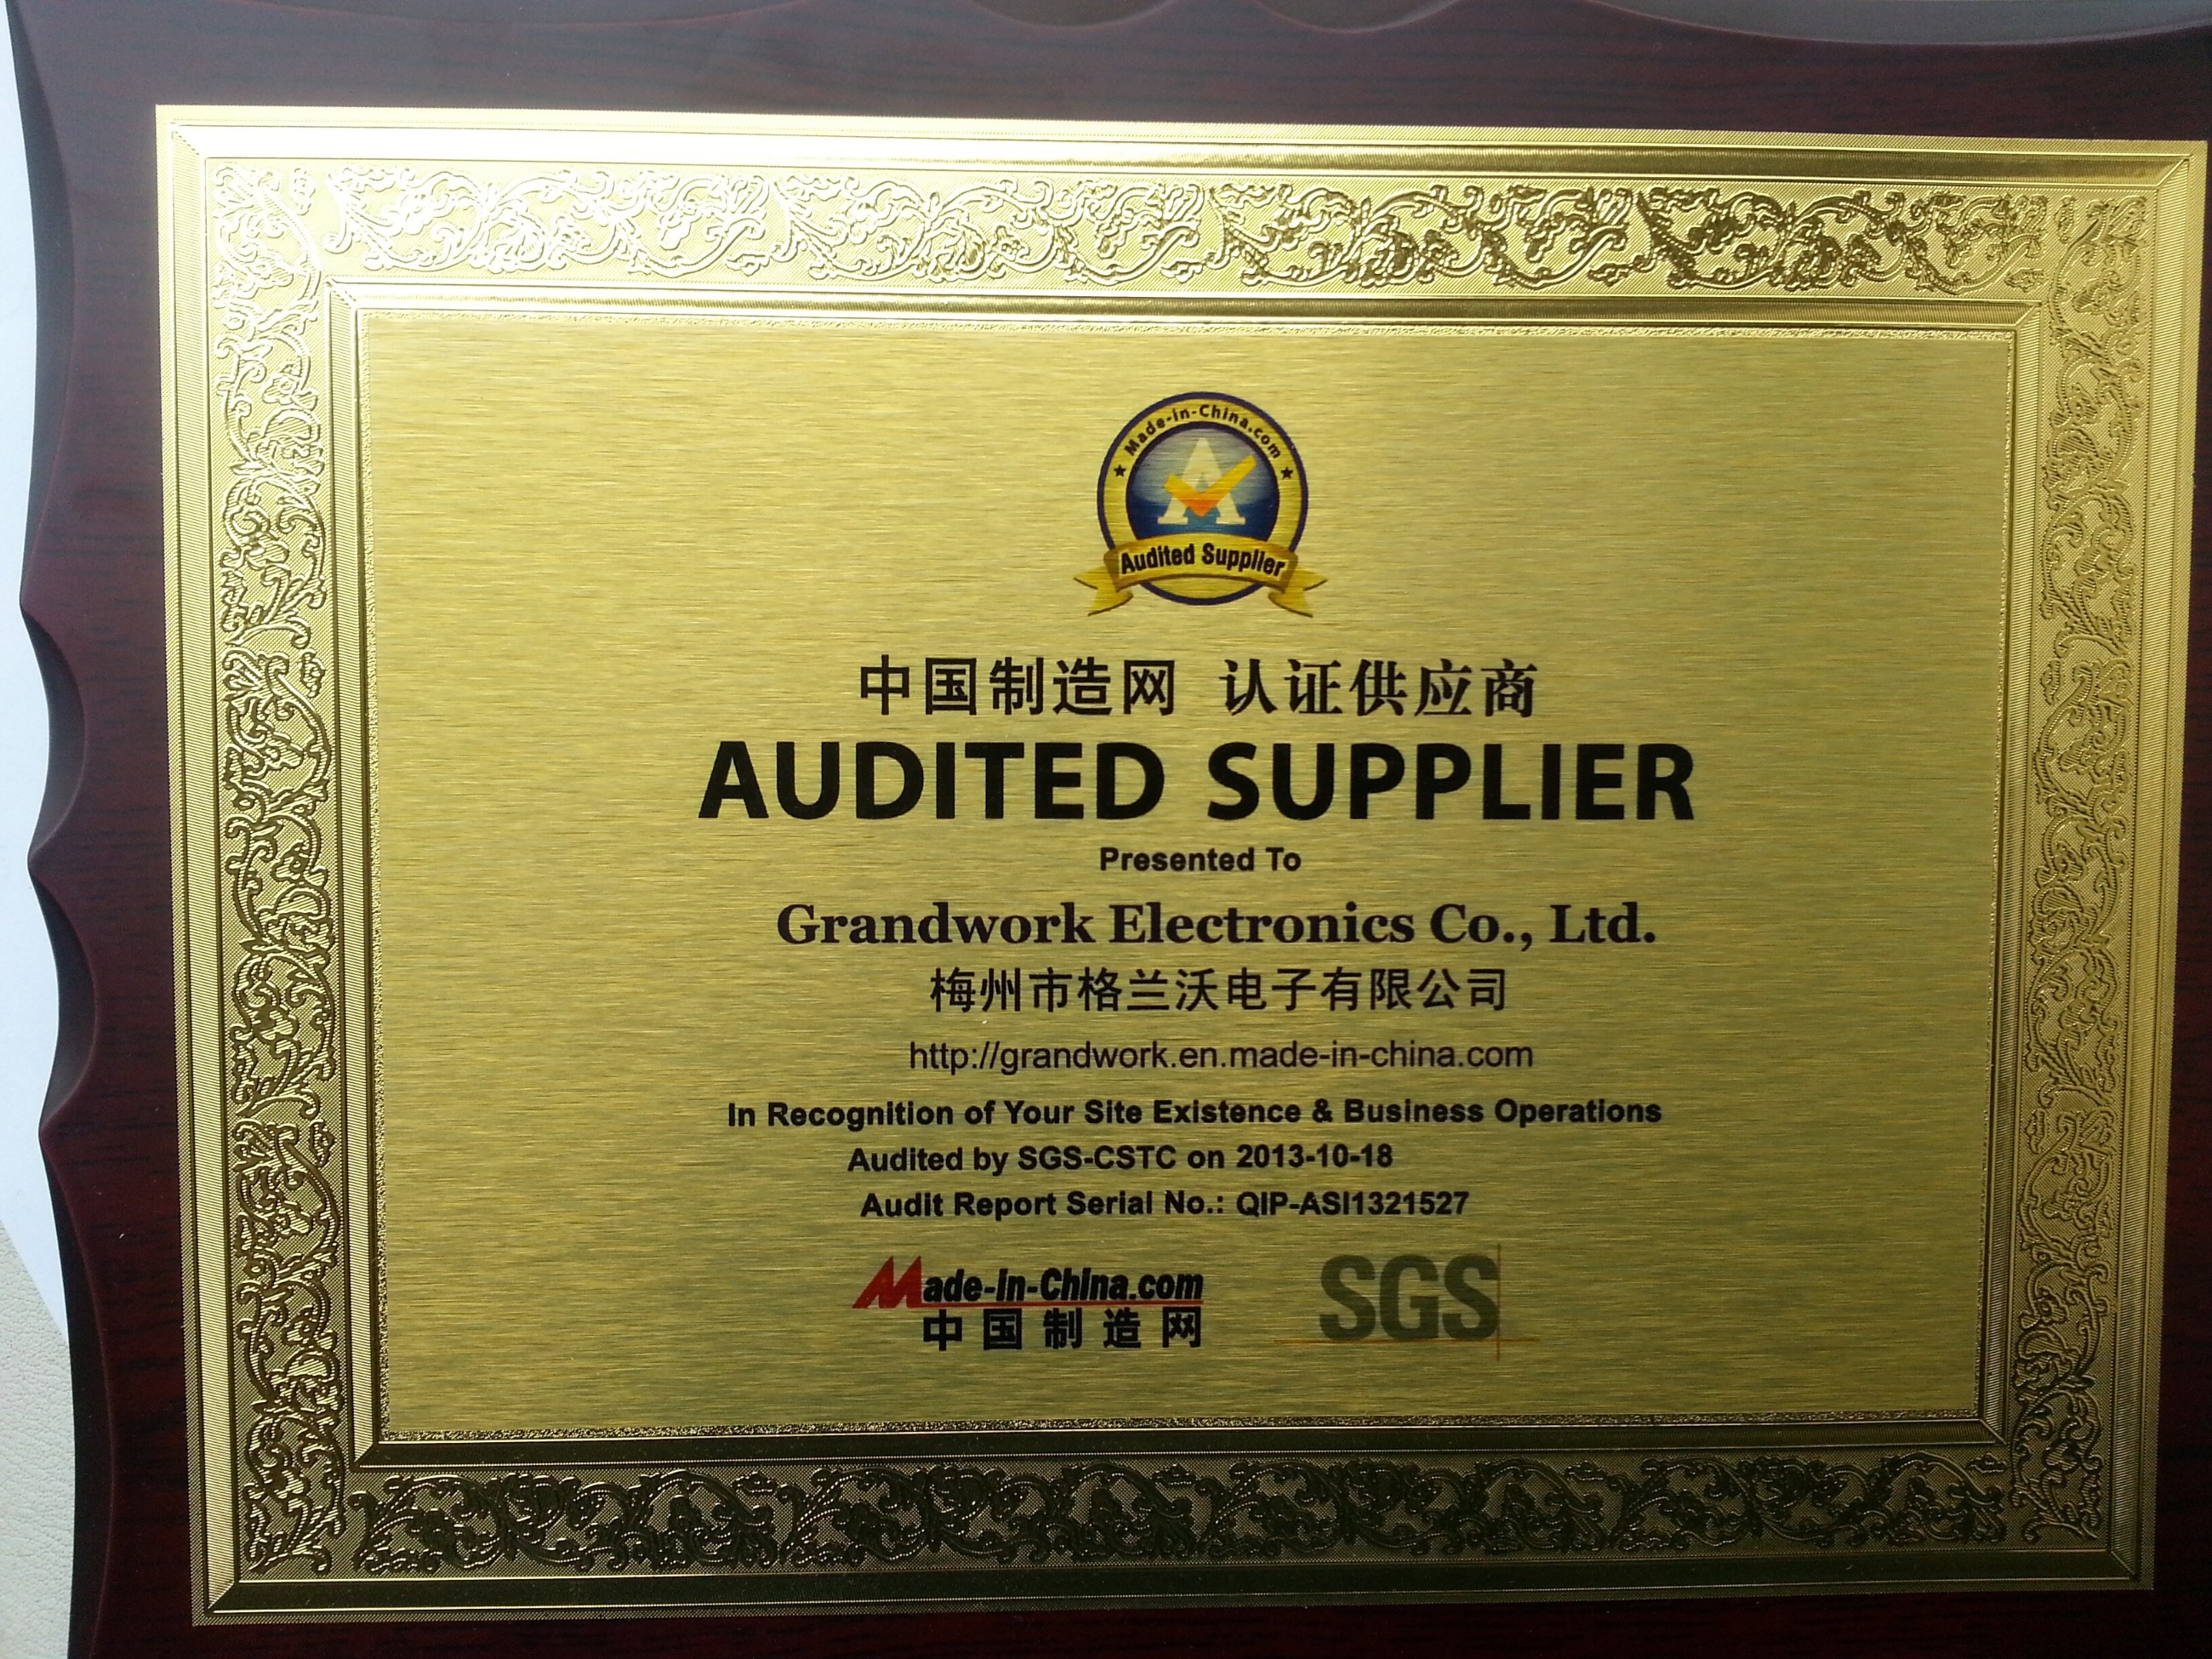 Made-in-China.com
Audited Supplier
中国制造网 认证供应商
AUDITED SUPPLIER
Presented To
Grandwork Electronics Co., Ltd.
梅州市格兰沃电子有限公司
http://grandwork.en.made-in-china.com
In Recognition of Your Site Existence & Business Operations
Audited by SGS-CSTC on 2013-10-18
Audit Report Serial No.: QIP-ASI1321527
Made-in-China.com
中国制造网
SGS